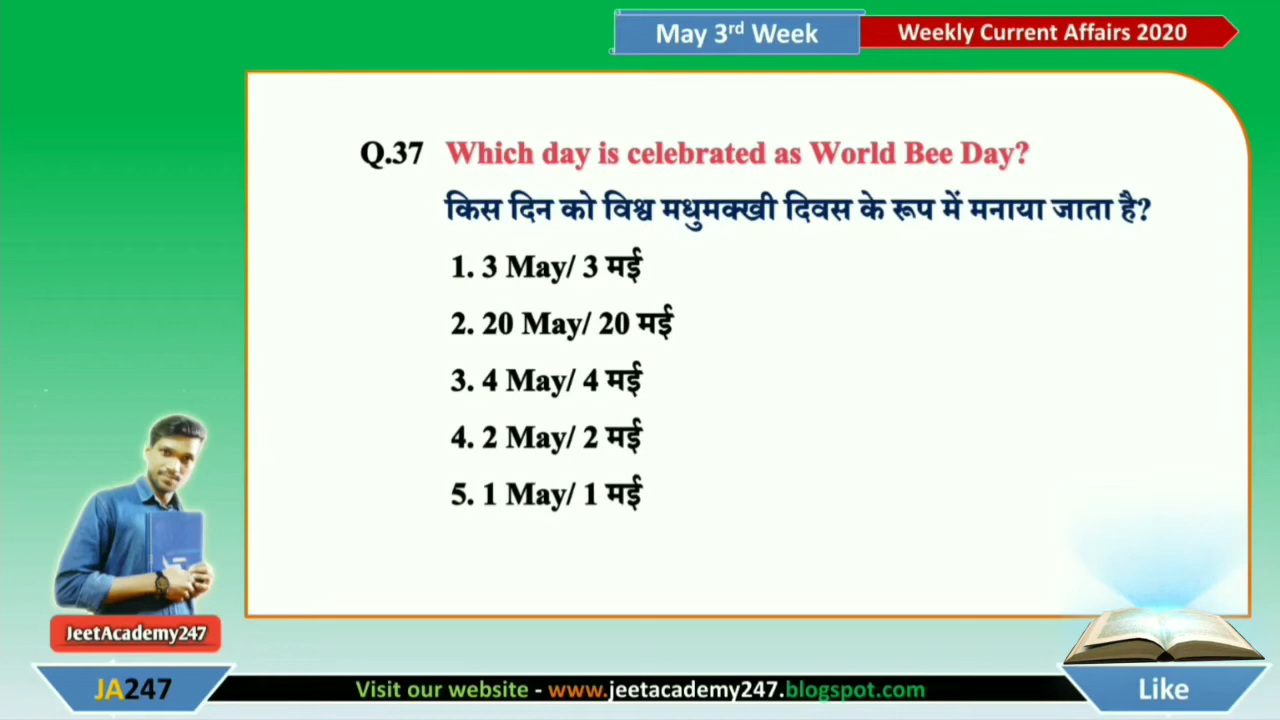 May 3rd Week
Weekly Current Affairs 2020
Q.37 Which day is celebrated as World Bee Day?
किस दिन को विश्व मधुमक्खी दिवस के रूप में मनाया जाता है?
1. 3 May/ 3 मई
2. 20 May/ 20 मई
3. 4 May/ 4 मई
4. 2 May/ 2 मई
5. 1 May/ 1 मई
JeetAcademy247
JA247
Visit our website - www.jeetacademy247.blogspot.com
Like